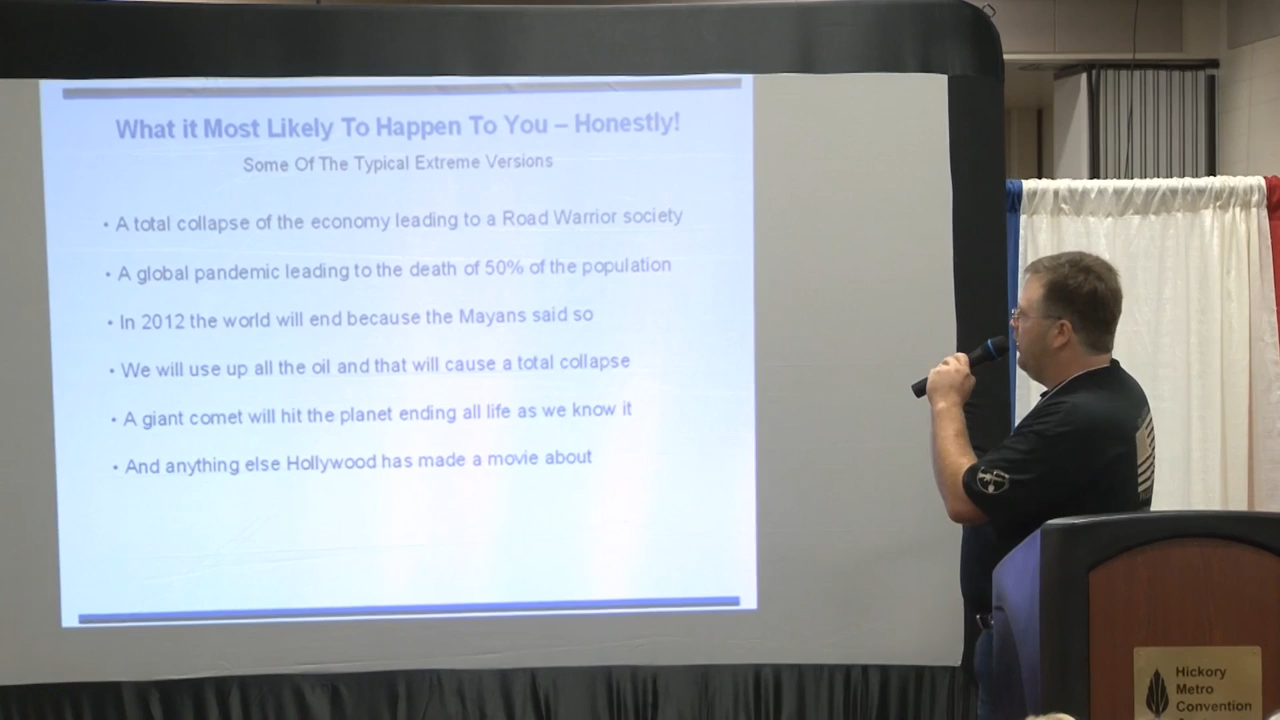 What it Most Likely To Happen To You – Honestly!
Some Of The Typical Extreme Versions
• A total collapse of the economy leading to a Road Warrior society
• A global pandemic leading to the death of 50% of the population
• In 2012 the world will end because the Mayans said so
• We will use up all the oil and that will cause a total collapse
• A giant comet will hit the planet ending all life as we know it
• And anything else Hollywood has made a movie about
Hickory
Metro
Convention